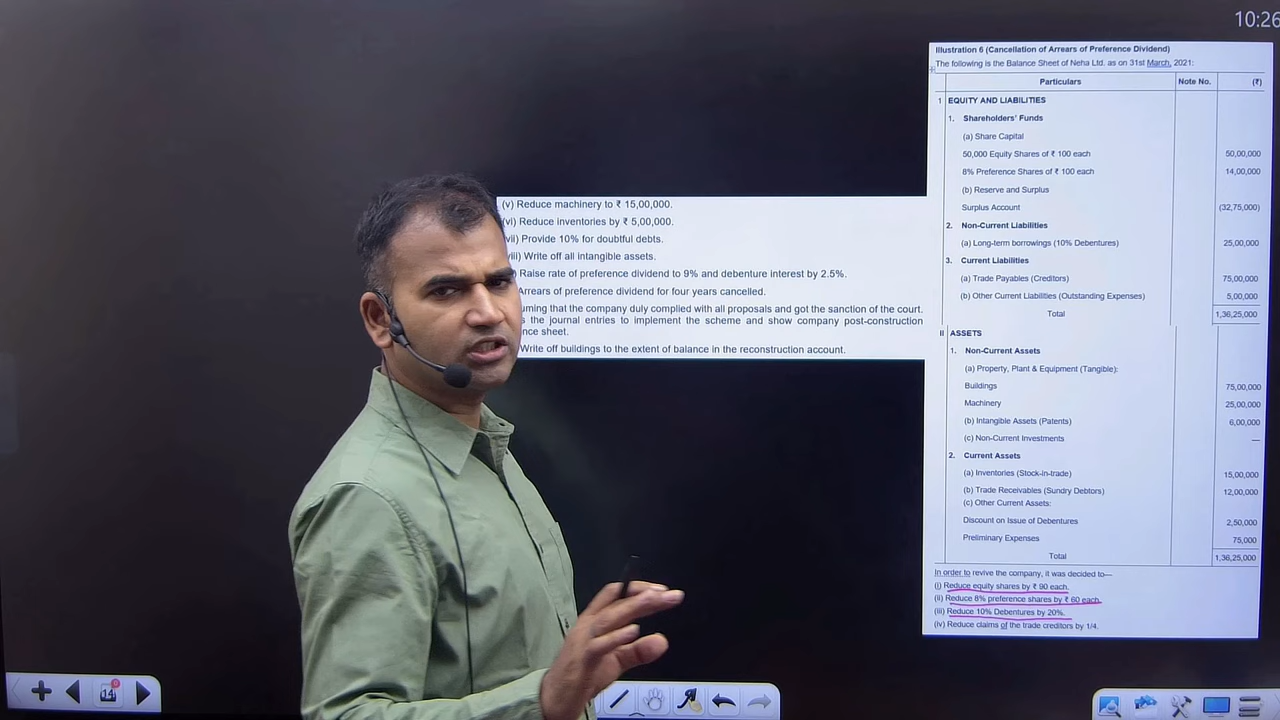 10:26
Illustration 6 (Cancellation of Arrears of Preference Dividend)
The following is the Balance Sheet of Neha Ltd. as on 31st March, 2021:
Particulars Note No. (₹)
1 EQUITY AND LIABILITIES
1. Shareholders' Funds
(a) Share Capital
50,000 Equity Shares of ₹ 100 each 50,00,000
8% Preference Shares of ₹ 100 each 14,00,000
(b) Reserve and Surplus
Surplus Account (32,75,000)
2. Non-Current Liabilities
(a) Long-term borrowings (10% Debentures) 25,00,000
3. Current Liabilities
(a) Trade Payables (Creditors) 75,00,000
(b) Other Current Liabilities (Outstanding Expenses) 5,00,000
Total 1,36,25,000
II ASSETS
1. Non-Current Assets
(a) Property, Plant & Equipment (Tangible):
Buildings 75,00,000
Machinery 25,00,000
(b) Intangible Assets (Patents) 6,00,000
(c) Non-Current Investments —
2. Current Assets
(a) Inventories (Stock-in-trade) 15,00,000
(b) Trade Receivables (Sundry Debtors) 12,00,000
(c) Other Current Assets:
Discount on Issue of Debentures 2,50,000
Preliminary Expenses 75,000
Total 1,36,25,000
In order to revive the company, it was decided to—
(i) Reduce equity shares by ₹ 90 each.
(ii) Reduce 8% preference shares by ₹ 60 each.
(iii) Reduce 10% Debentures by 20%.
(iv) Reduce claims of the trade creditors by 1/4.
(v) Reduce machinery to ₹ 15,00,000.
(vi) Reduce inventories by ₹ 5,00,000.
vii) Provide 10% for doubtful debts.
viii) Write off all intangible assets.
) Raise rate of preference dividend to 9% and debenture interest by 2.5%.
Arrears of preference dividend for four years cancelled.
uming that the company duly complied with all proposals and got the sanction of the court.
s the journal entries to implement the scheme and show company post-construction
nce sheet.
Write off buildings to the extent of balance in the reconstruction account.
14